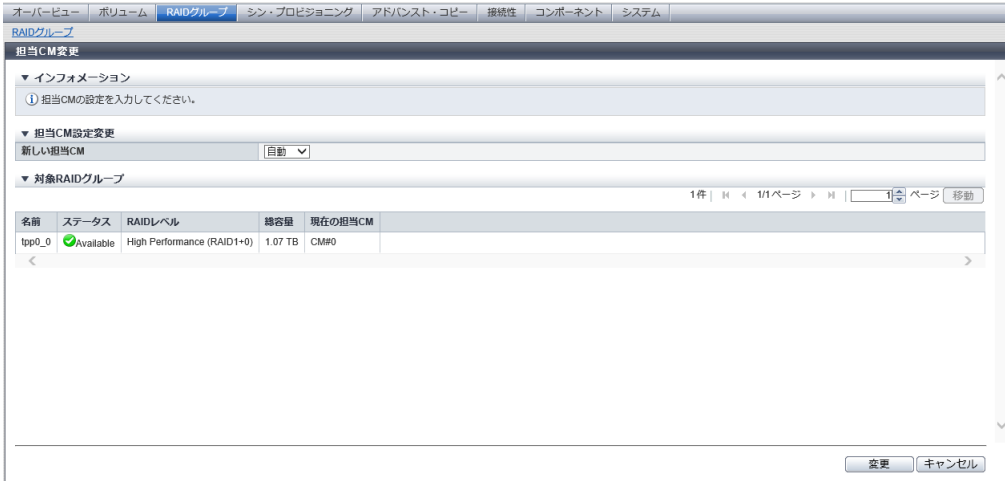 オーバービュー ボリューム RAIDグループ シン・プロビジョニング アドバンスト・コピー 接続性 コンポーネント システム
RAIDグループ
担当CM変更
▼ インフォメーション
担当CMの設定を入力してください。
▼ 担当CM設定変更
新しい担当CM 自動
▼ 対象RAIDグループ
1件 1/1ページ 1 ページ 移動
名前 ステータス RAIDレベル 総容量 現在の担当CM
tpp0_0 Available High Performance (RAID1+0) 1.07 TB CM#0
変更 キャンセル